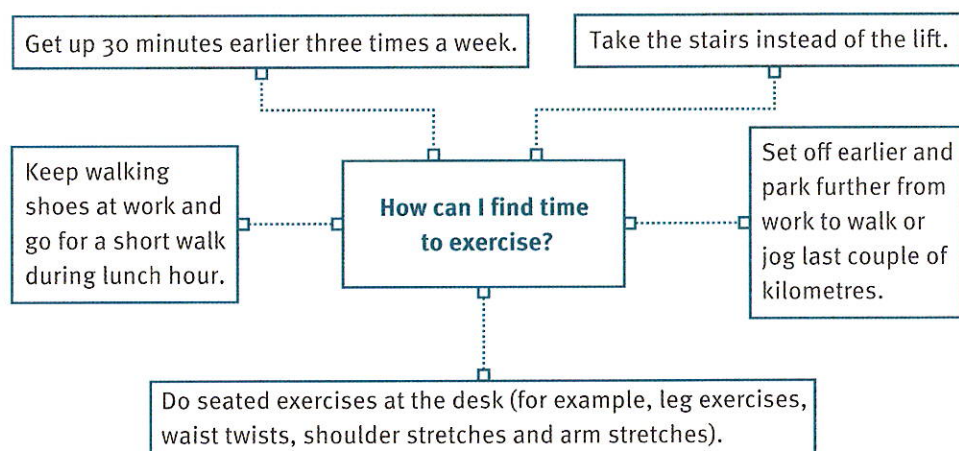 Get up 30 minutes earlier three times a week.
Take the stairs instead of the lift.
Keep walking
shoes at work and
go for a short walk
during lunch hour.
How can I find time
to exercise?
Set off earlier and
park further from
work to walk or
jog last couple of
kilometres.
Do seated exercises at the desk (for example, leg exercises,
waist twists, shoulder stretches and arm stretches).